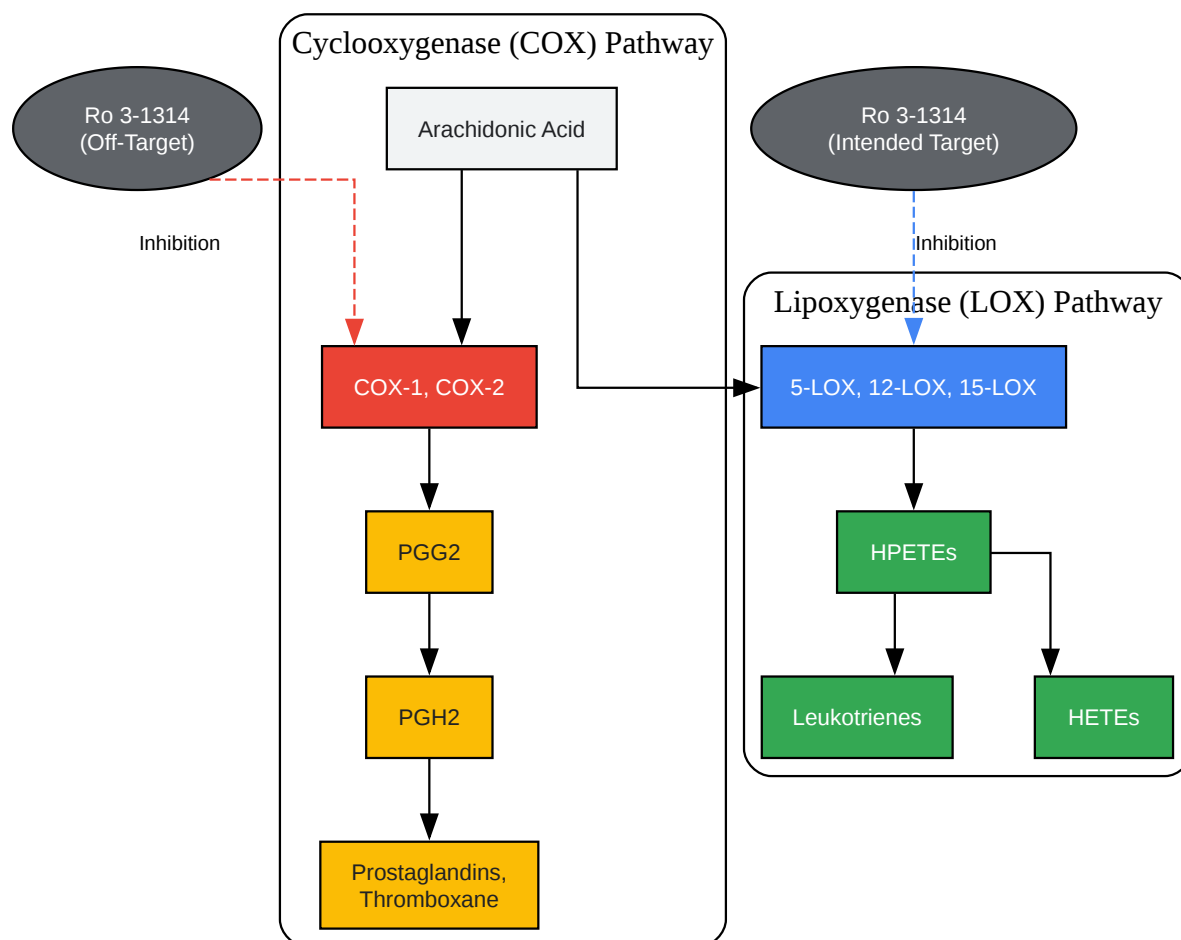 Cyclooxygenase (COX) Pathway
Ro 3-1314
(Off-Target)
Arachidonic Acid
Ro 3-1314
(Intended Target)
Inhibition
Inhibition
Lipoxygenase (LOX) Pathway
COX-1, COX-2
5-LOX, 12-LOX, 15-LOX
PGG2
HPETEs
PGH2
Leukotrienes
HETEs
Prostaglandins,
Thromboxane